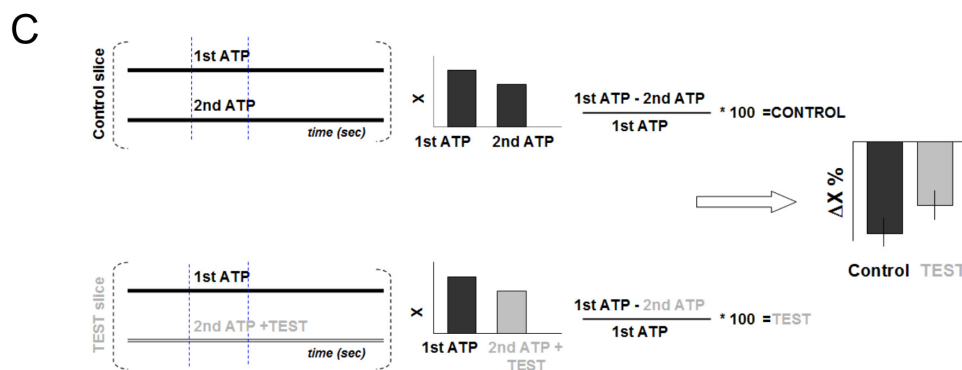 C
Control slice
1st ATP
2nd ATP
time (sec)
X
1st ATP 2nd ATP
1st ATP - 2nd ATP
1st ATP
* 100 =CONTROL
ΔX %
Control TEST
TEST slice
1st ATP
2nd ATP +TEST
time (sec)
X
1st ATP 2nd ATP +
TEST
1st ATP - 2nd ATP
1st ATP
* 100 =TEST